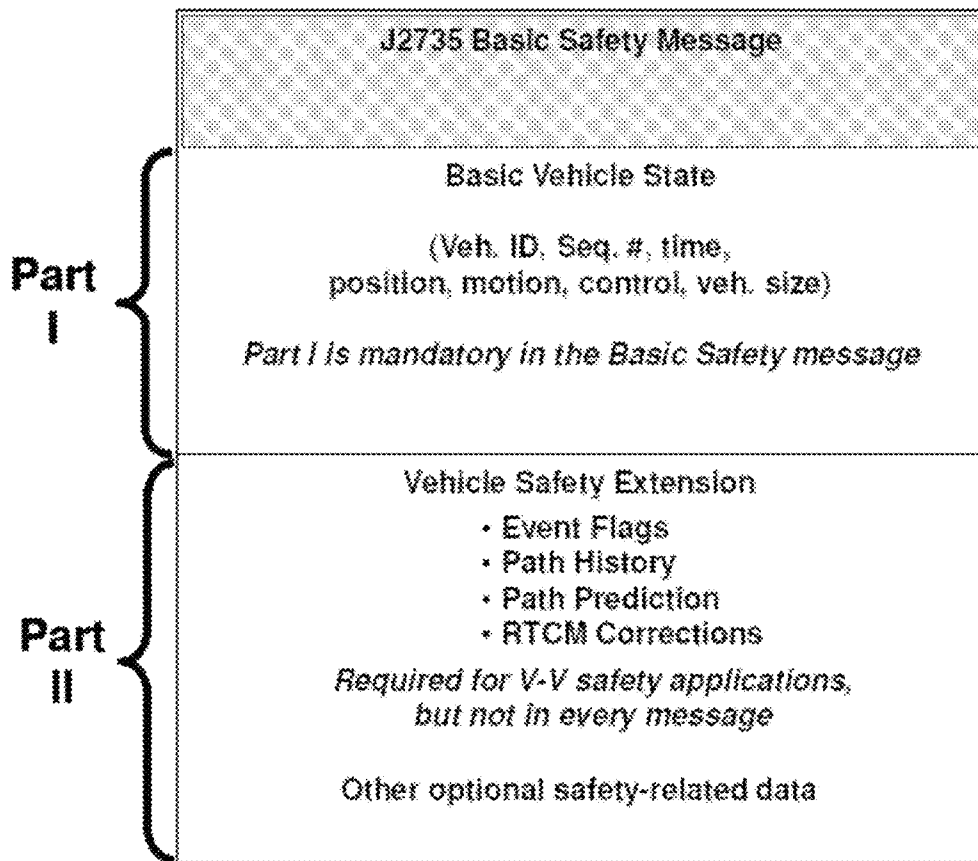 J2735 Basic Safety Message
Basic Vehicle State
(Veh. ID, Seq. #, time,
position, motion, control, veh. size)
Part I is mandatory in the Basic Safety message
Part
I
Vehicle Safety Extension
• Event Flags
• Path History
• Path Prediction
• RTCM Corrections
Required for V-V safety applications,
but not in every message
Other optional safety-related data
Part
II